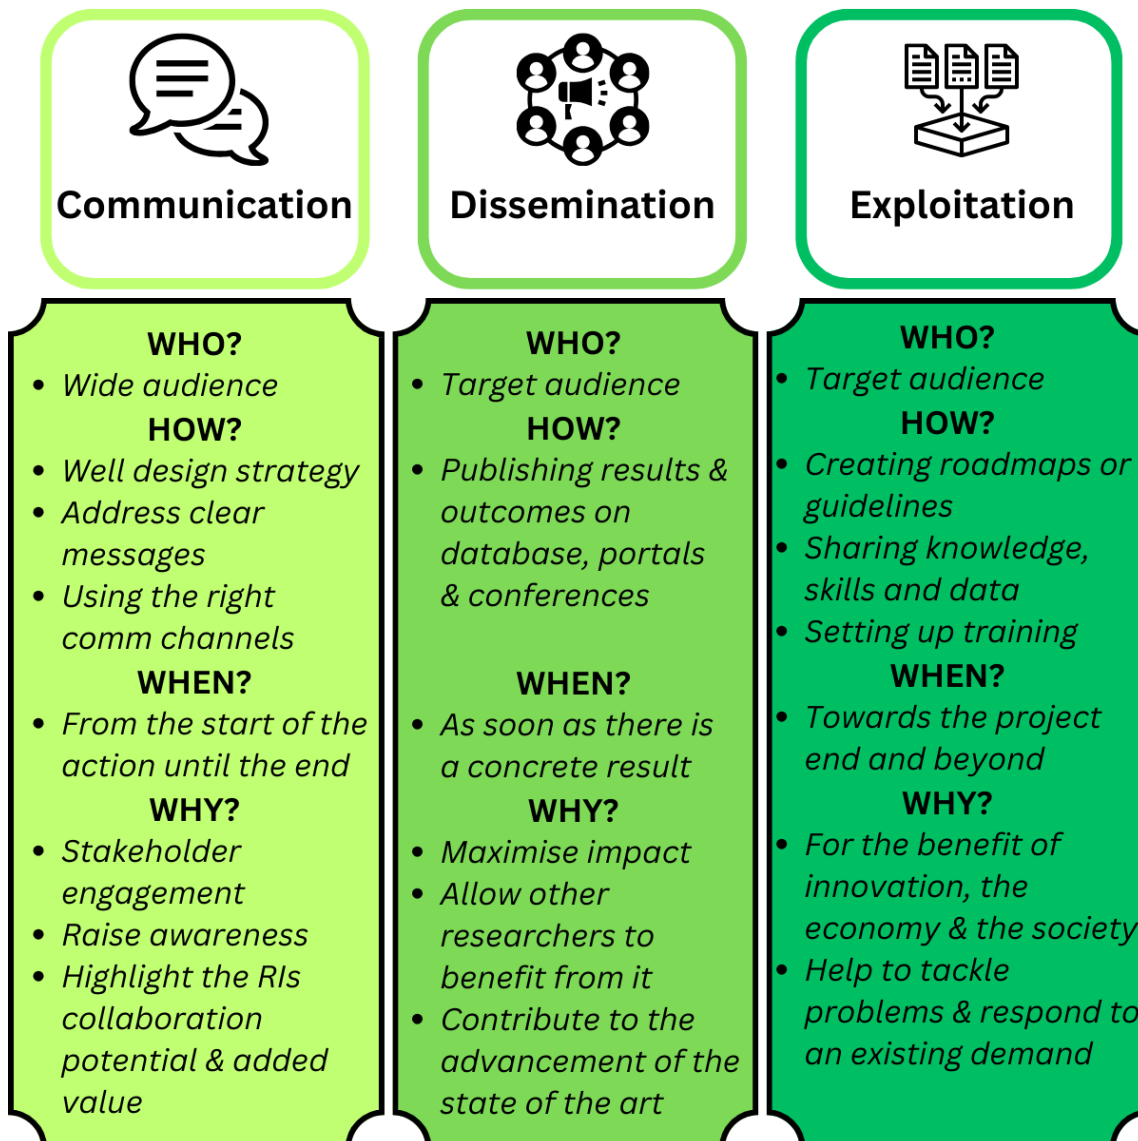 Communication
Dissemination
Exploitation
WHO?
• Wide audience
HOW?
• Well design strategy
• Address clear
messages
• Using the right
comm channels
WHEN?
• From the start of the
action until the end
WHY?
• Stakeholder
engagement
• Raise awareness
• Highlight the RIs
collaboration
potential & added
value
WHO?
• Target audience
HOW?
• Publishing results &
outcomes on
database, portals
& conferences
WHEN?
• As soon as there is
a concrete result
WHY?
• Maximise impact
• Allow other
researchers to
benefit from it
• Contribute to the
advancement of the
state of the art
WHO?
• Target audience
HOW?
• Creating roadmaps or
guidelines
• Sharing knowledge,
skills and data
• Setting up training
WHEN?
• Towards the project
end and beyond
WHY?
• For the benefit of
innovation, the
economy & the society
• Help to tackle
problems & respond to
an existing demand